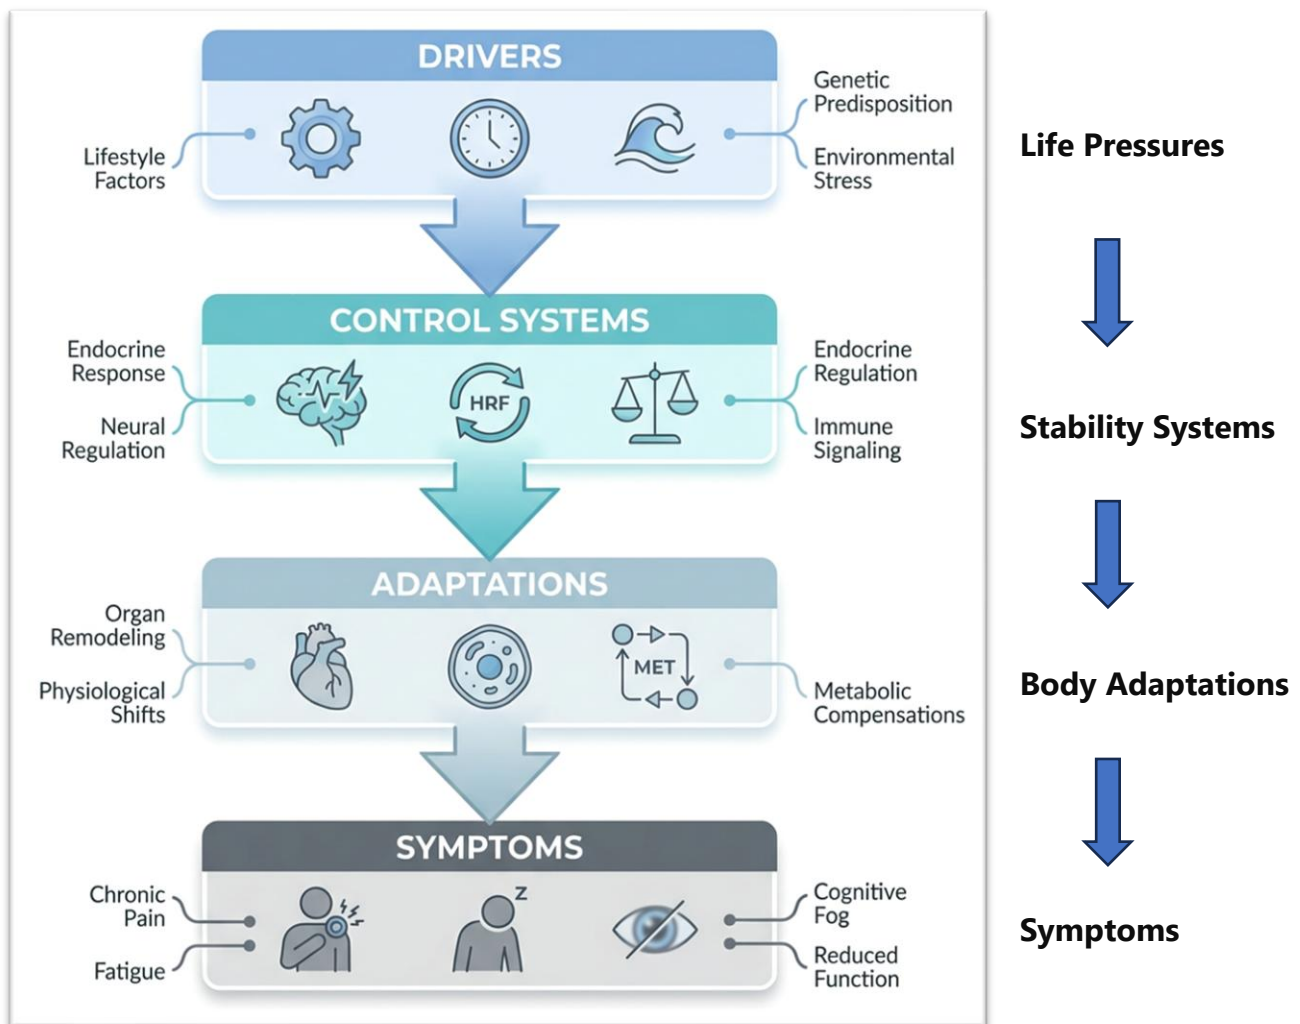 DRIVERS
Lifestyle
Factors
Genetic
Predisposition
Environmental
Stress
Life Pressures
CONTROL SYSTEMS
Endocrine
Response
Neural
Regulation
HRF
Endocrine
Regulation
Immune
Signaling
Stability Systems
ADAPTATIONS
Organ
Remodeling
Physiological
Shifts
MET
Metabolic
Compensations
Body Adaptations
SYMPTOMS
Chronic
Pain
Fatigue
Z
Cognitive
Fog
Reduced
Function
Symptoms